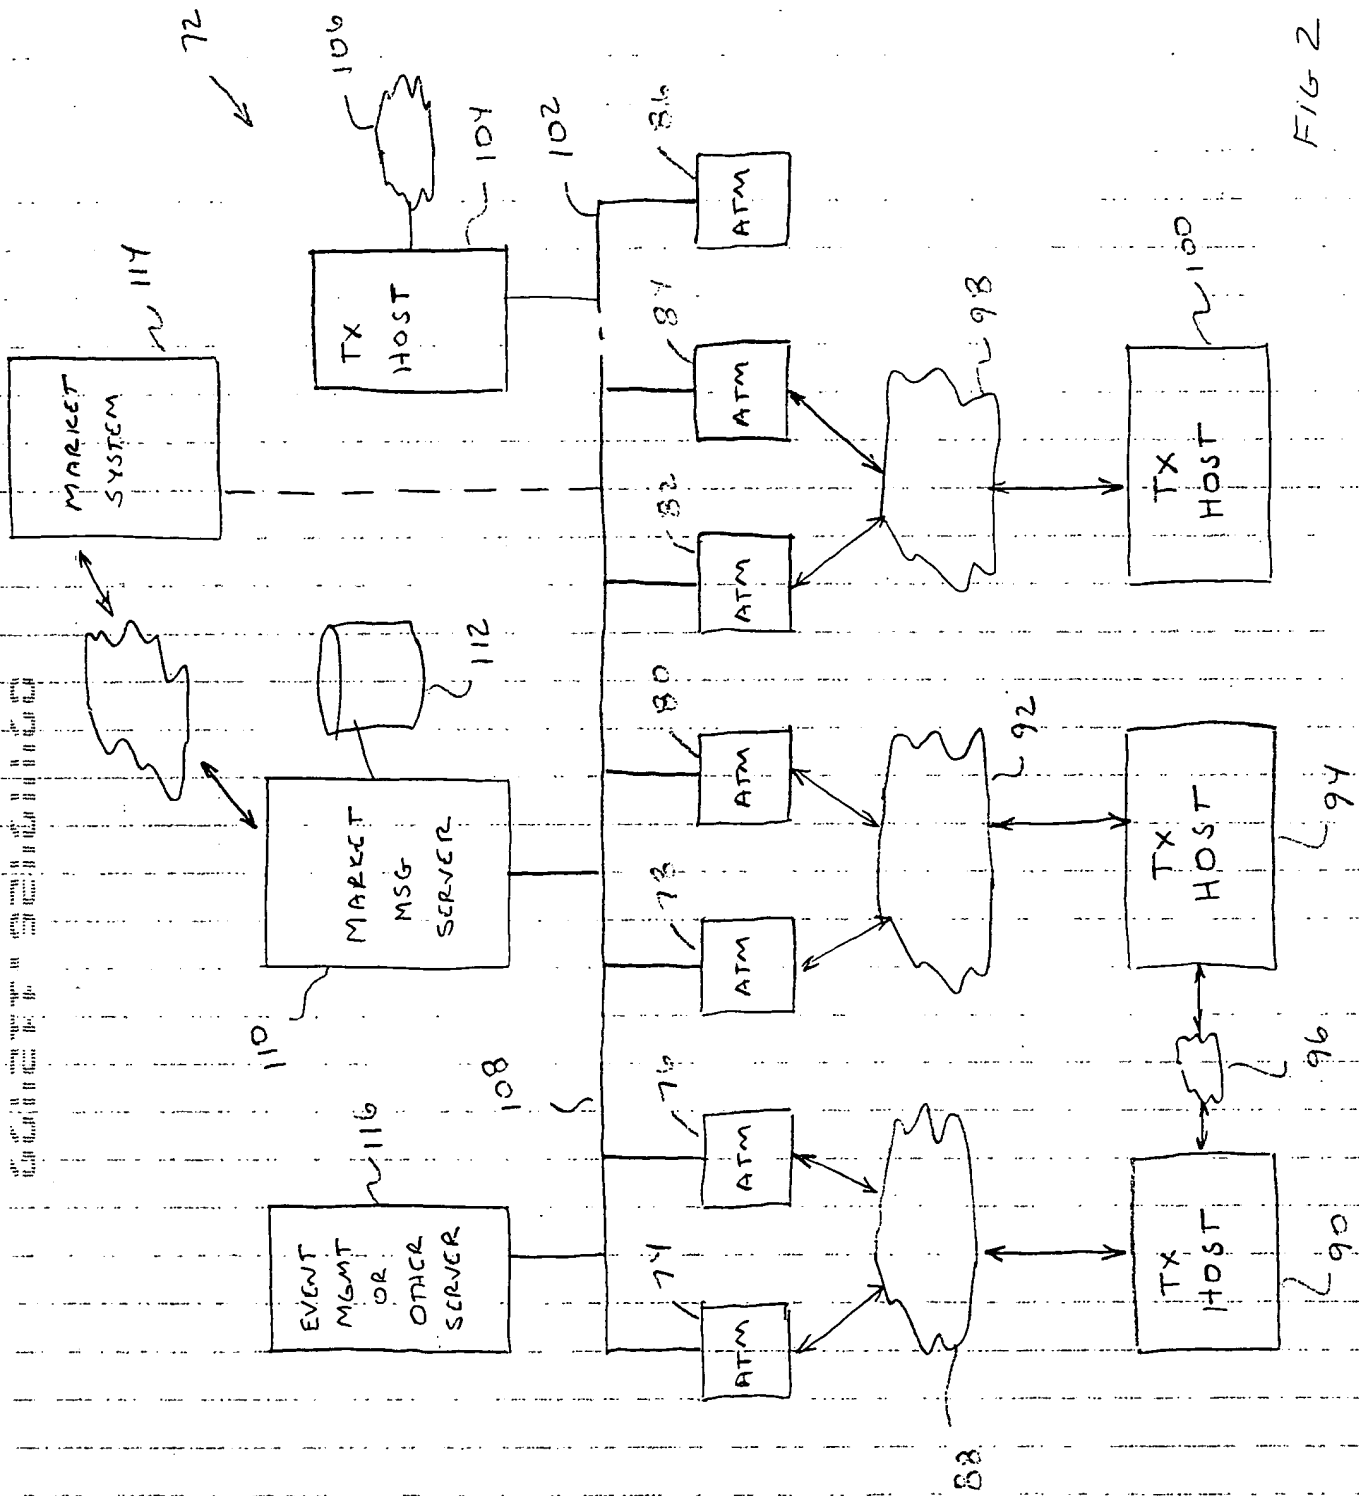 72
MARKET
SYSTEM
114
TX
HOST
106
104
EVENT
MGMT
OR
OTHER
SERVER
116
110
MARKET
MSG
SERVER
112
108
102
74
ATM
76
ATM
78
ATM
80
ATM
82
ATM
84
ATM
86
ATM
88
92
98
TX
HOST
90
96
TX
HOST
94
TX
HOST
100
FIG 2